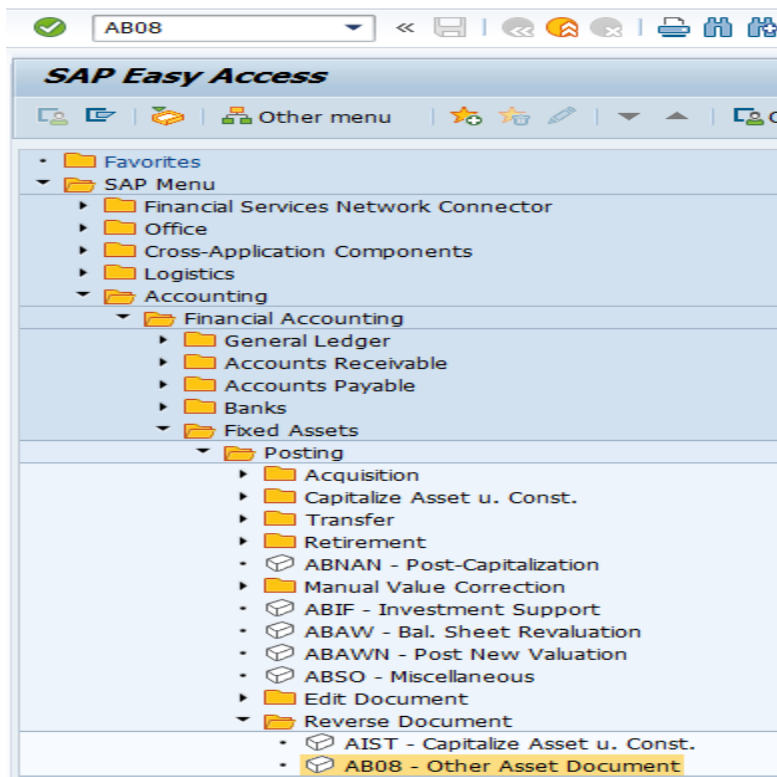 AB08
SAP Easy Access
Other menu
Favorites
SAP Menu
Financial Services Network Connector
Office
Cross-Application Components
Logistics
Accounting
Financial Accounting
General Ledger
Accounts Receivable
Accounts Payable
Banks
Fixed Assets
Posting
Acquisition
Capitalize Asset u. Const.
Transfer
Retirement
ABNAN - Post-Capitalization
Manual Value Correction
ABIF - Investment Support
ABAW - Bal. Sheet Revaluation
ABAWN - Post New Valuation
ABSO - Miscellaneous
Edit Document
Reverse Document
AIST - Capitalize Asset u. Const.
AB08 - Other Asset Document